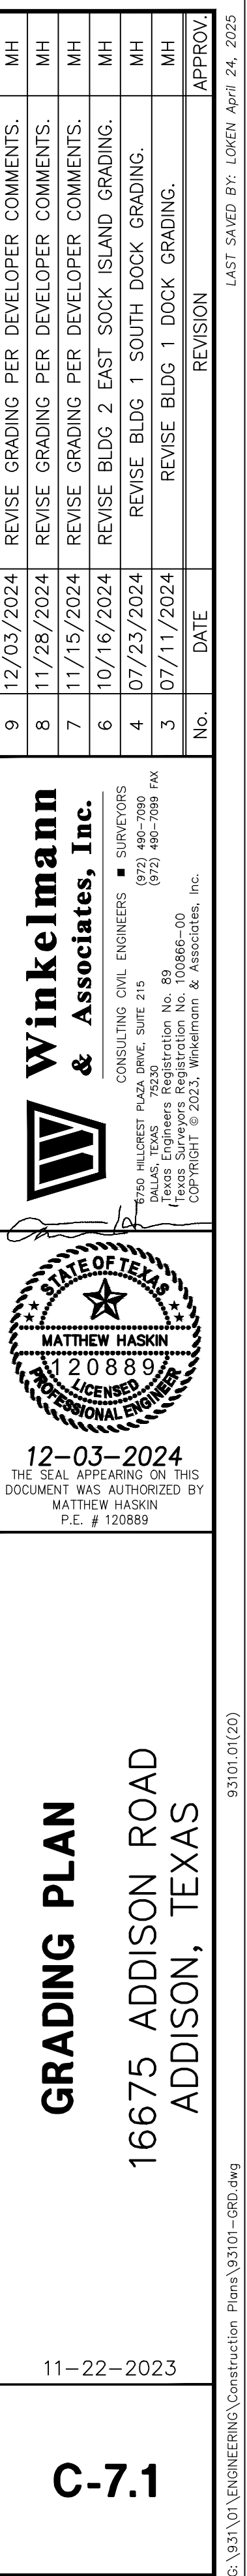 9 12/03/2024 REVISE GRADING PER DEVELOPER COMMENTS. MH
8 11/28/2024 REVISE GRADING PER DEVELOPER COMMENTS. MH
7 11/15/2024 REVISE GRADING PER DEVELOPER COMMENTS. MH
6 10/16/2024 REVISE BLDG 2 EAST SOCK ISLAND GRADING. MH
4 07/23/2024 REVISE BLDG 1 SOUTH DOCK GRADING. MH
3 07/11/2024 REVISE BLDG 1 DOCK GRADING. MH
No. DATE REVISION APPROV.
LAST SAVED BY: LOKEN April 24, 2025
W
Winkelmann
& Associates, Inc.
CONSULTING CIVIL ENGINEERS ■ SURVEYORS
6750 HILLCREST PLAZA DRIVE, SUITE 215 (972) 490-7090
DALLAS, TEXAS 75230 (972) 490-7099 FAX
Texas Engineers Registration No. 89
Texas Surveyors Registration No. 100866-00
COPYRIGHT © 2023, Winkelmann & Associates, Inc.
STATE OF TEXAS
MATTHEW HASKIN
120889
LICENSED
PROFESSIONAL ENGINEER
12-03-2024
THE SEAL APPEARING ON THIS
DOCUMENT WAS AUTHORIZED BY
MATTHEW HASKIN
P.E. # 120889
GRADING PLAN
16675 ADDISON ROAD
ADDISON, TEXAS
93101.01(20)
11-22-2023
C-7.1
G:\931\01\ENGINEERING\Construction Plans\93101-GRD.dwg